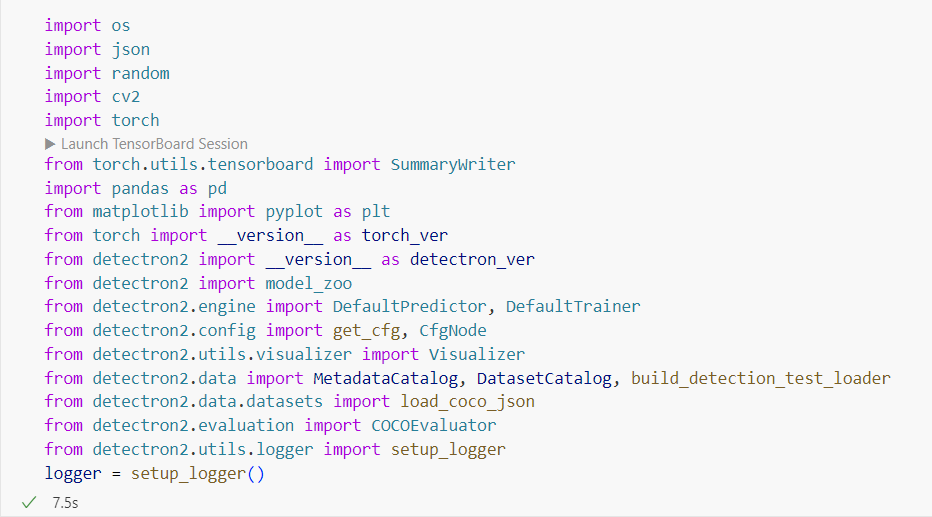 import os
import json
import random
import cv2
import torch
Launch TensorBoard Session
from torch.utils.tensorboard import SummaryWriter
import pandas as pd
from matplotlib import pyplot as plt
from torch import __version__ as torch_ver
from detectron2 import __version__ as detectron_ver
from detectron2 import model_zoo
from detectron2.engine import DefaultPredictor, DefaultTrainer
from detectron2.config import get_cfg, CfgNode
from detectron2.utils.visualizer import Visualizer
from detectron2.data import MetadataCatalog, DatasetCatalog, build_detection_test_loader
from detectron2.data.datasets import load_coco_json
from detectron2.evaluation import COCOEvaluator
from detectron2.utils.logger import setup_logger
logger = setup_logger()
7.5s